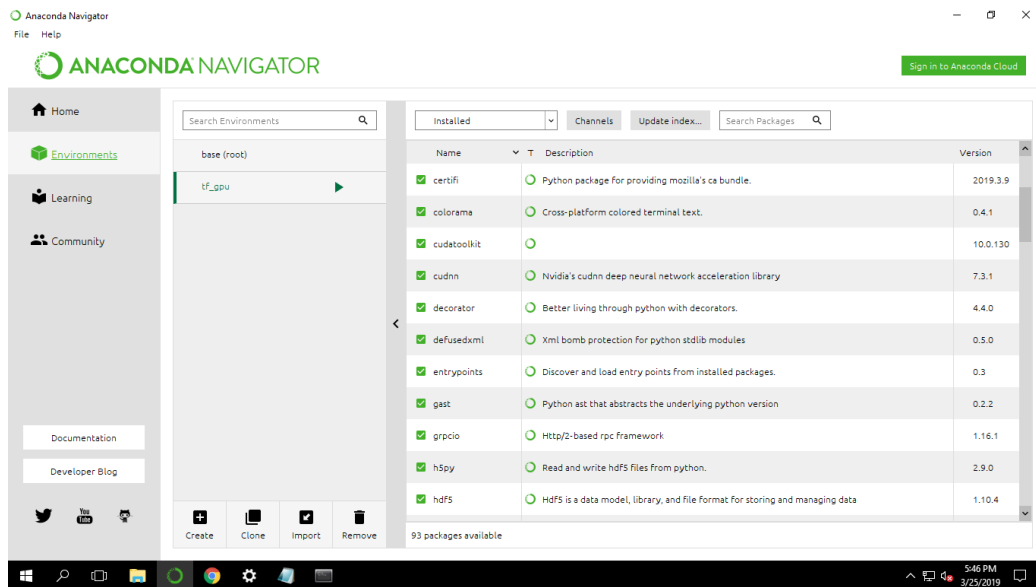 Anaconda Navigator
File Help
ANACONDA NAVIGATOR
Sign in to Anaconda Cloud
Home
Environments
Learning
Community
Documentation
Developer Blog
You Tube
Search Environments
base (root)
tf_gpu
Create Clone Import Remove
Installed Channels Update index... Search Packages
Name T Description Version
certifi Python package for providing mozilla's ca bundle. 2019.3.9
colorama Cross-platform colored terminal text. 0.4.1
cudatoolkit 10.0.130
cudnn Nvidia's cudnn deep neural network acceleration library 7.3.1
decorator Better living through python with decorators. 4.4.0
defusedxml Xml bomb protection for python stdlib modules 0.5.0
entrypoints Discover and load entry points from installed packages. 0.3
gast Python ast that abstracts the underlying python version 0.2.2
grpcio Http/2-based rpc framework 1.16.1
h5py Read and write hdf5 files from python. 2.9.0
hdf5 Hdf5 is a data model, library, and file format for storing and managing data 1.10.4
93 packages available
5:46 PM
3/25/2019